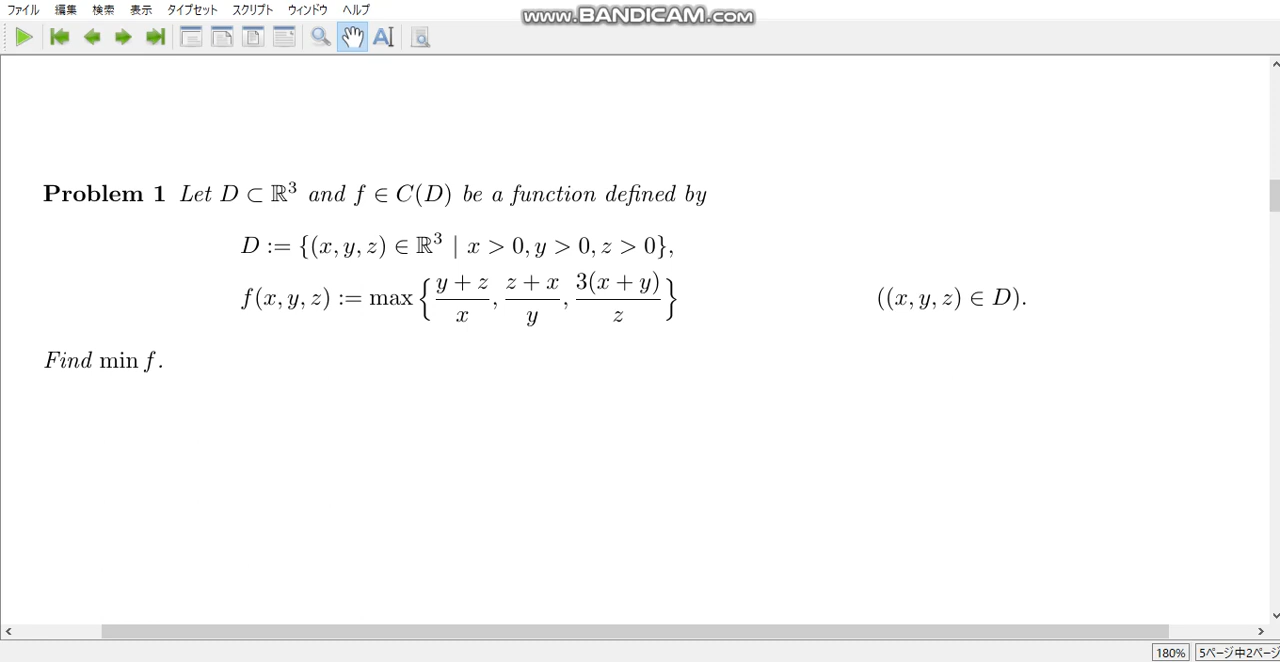 ファイル 編集 検索 表示 タイプセット スクリプト ウィンドウ ヘルプ
www.BANDICAM.com
Problem 1 Let D ⊂ ℝ³ and f ∈ C(D) be a function defined by
D := {(x, y, z) ∈ ℝ³ | x > 0, y > 0, z > 0},
f(x, y, z) := max { (y + z)/x , (z + x)/y , 3(x + y)/z } ((x, y, z) ∈ D).
Find min f.
180% 5ページ中2ページ